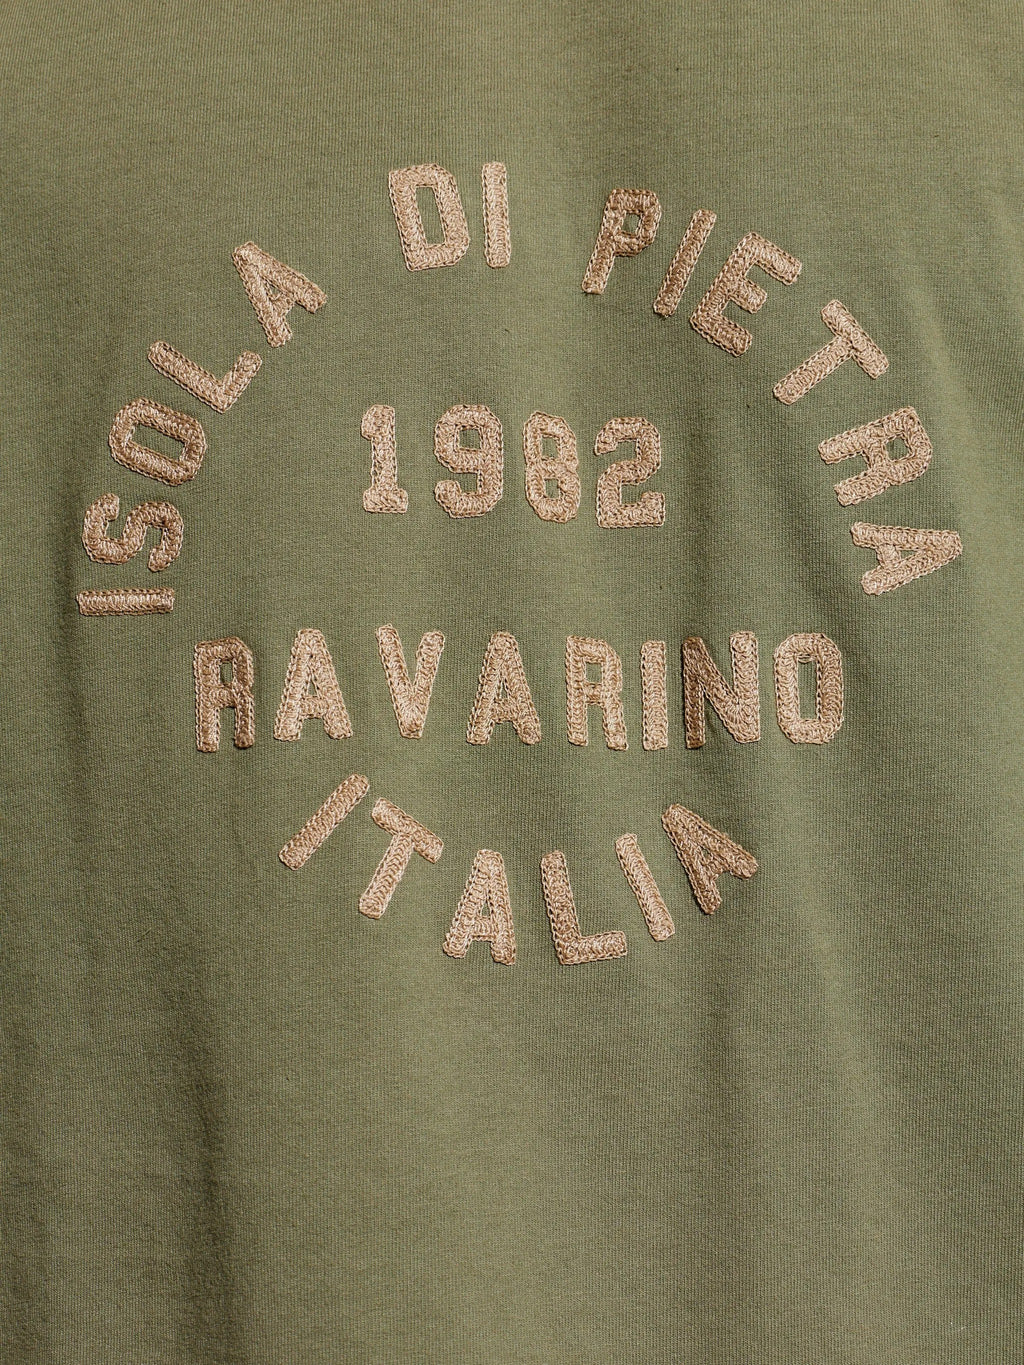 ISOLA DI PIETRA
1982
RAVARINO
ITALIA